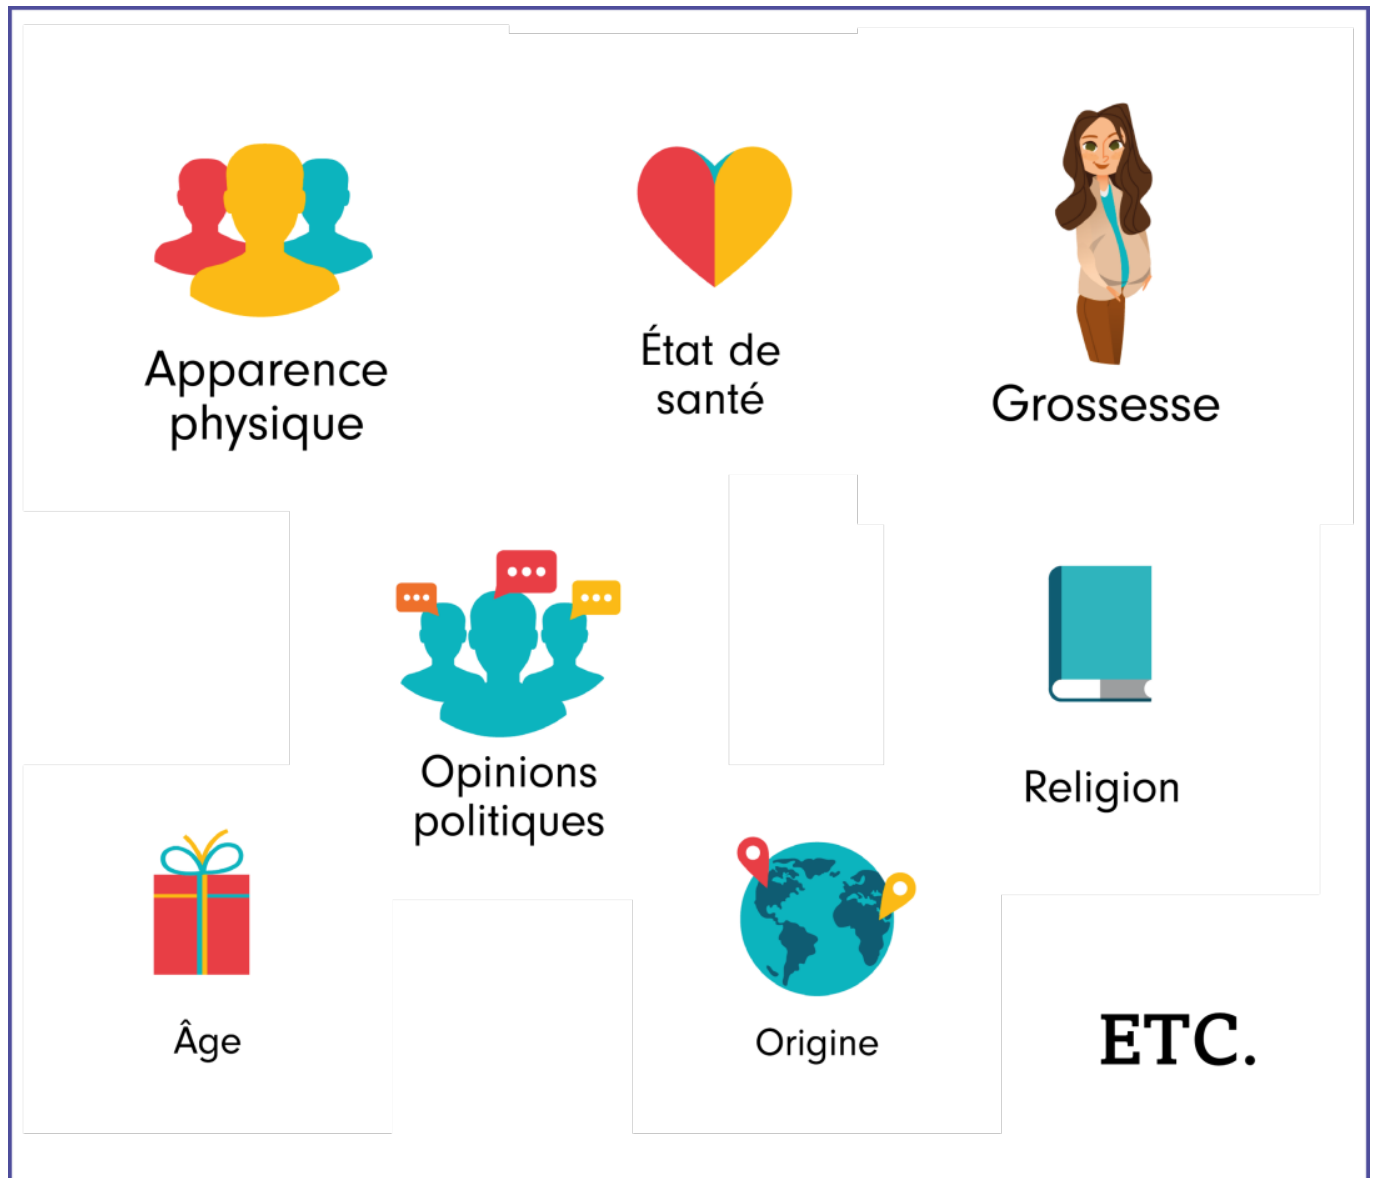 Apparence
physique
État de
santé
Grossesse
Opinions
politiques
Religion
Âge
Origine
ETC.